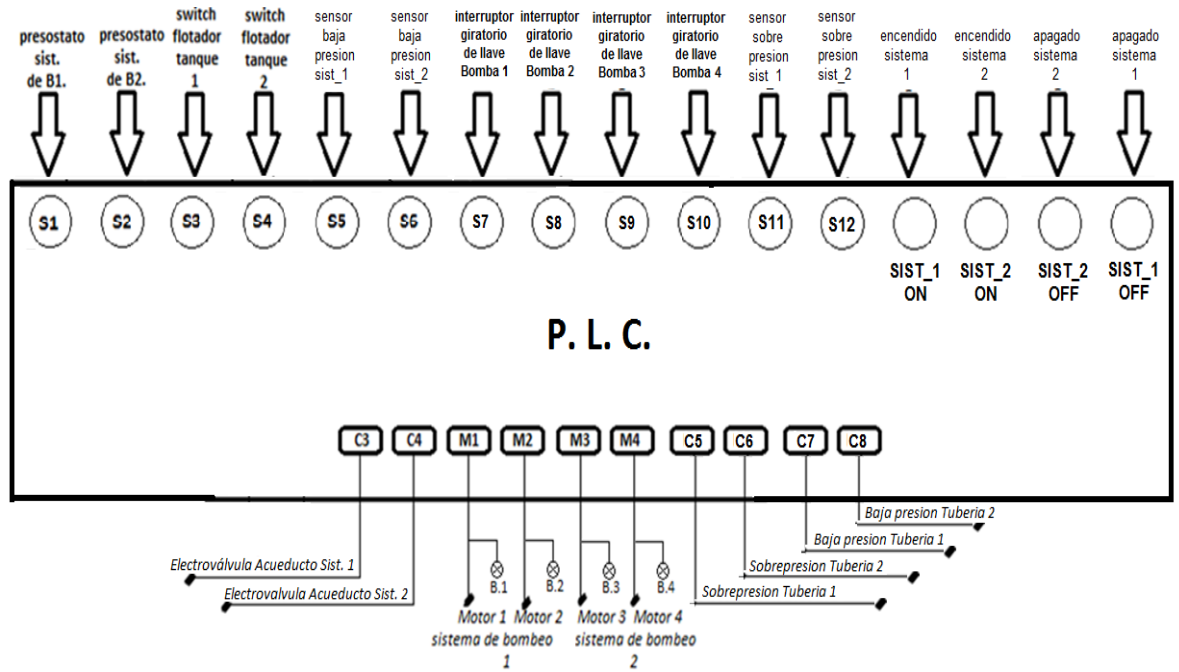 presostato
sist.
de B1.
presostato
sist.
de B2.
switch
flotador
tanque
1
switch
flotador
tanque
2
sensor
baja
presion
sist_1
sensor
baja
presion
sist_2
interruptor
giratorio
de llave
Bomba 1
interruptor
giratorio
de llave
Bomba 2
interruptor
giratorio
de llave
Bomba 3
interruptor
giratorio
de llave
Bomba 4
sensor
sobre
presion
sist_1
sensor
sobre
presion
sist_2
encendido
sistema
1
encendido
sistema
2
apagado
sistema
2
apagado
sistema
1
S1
S2
S3
S4
S5
S6
S7
S8
S9
S10
S11
S12
SIST_1
ON
SIST_2
ON
SIST_2
OFF
SIST_1
OFF
P. L. C.
C3
C4
M1
M2
M3
M4
C5
C6
C7
C8
Baja presion Tuberia 2
Baja presion Tuberia 1
Electroválvula Acueducto Sist. 1
Sobrepresion Tuberia 2
Electrovalvula Acueducto Sist. 2
B.1
B.2
B.3
B.4
Sobrepresion Tuberia 1
Motor 1
Motor 2
sistema de bombeo
1
Motor 3
Motor 4
sistema de bombeo
2